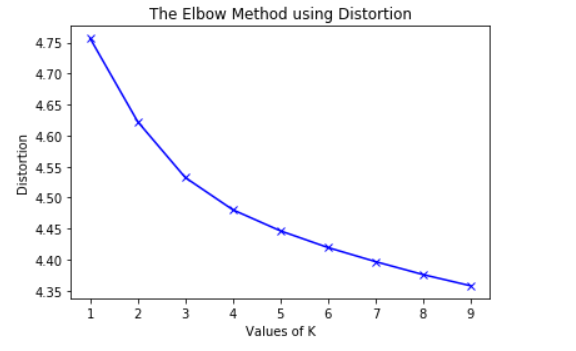 The Elbow Method using Distortion
4.75
4.70
4.65
4.60
4.55
4.50
4.45
4.40
4.35
Distortion
1 2 3 4 5 6 7 8 9
Values of K